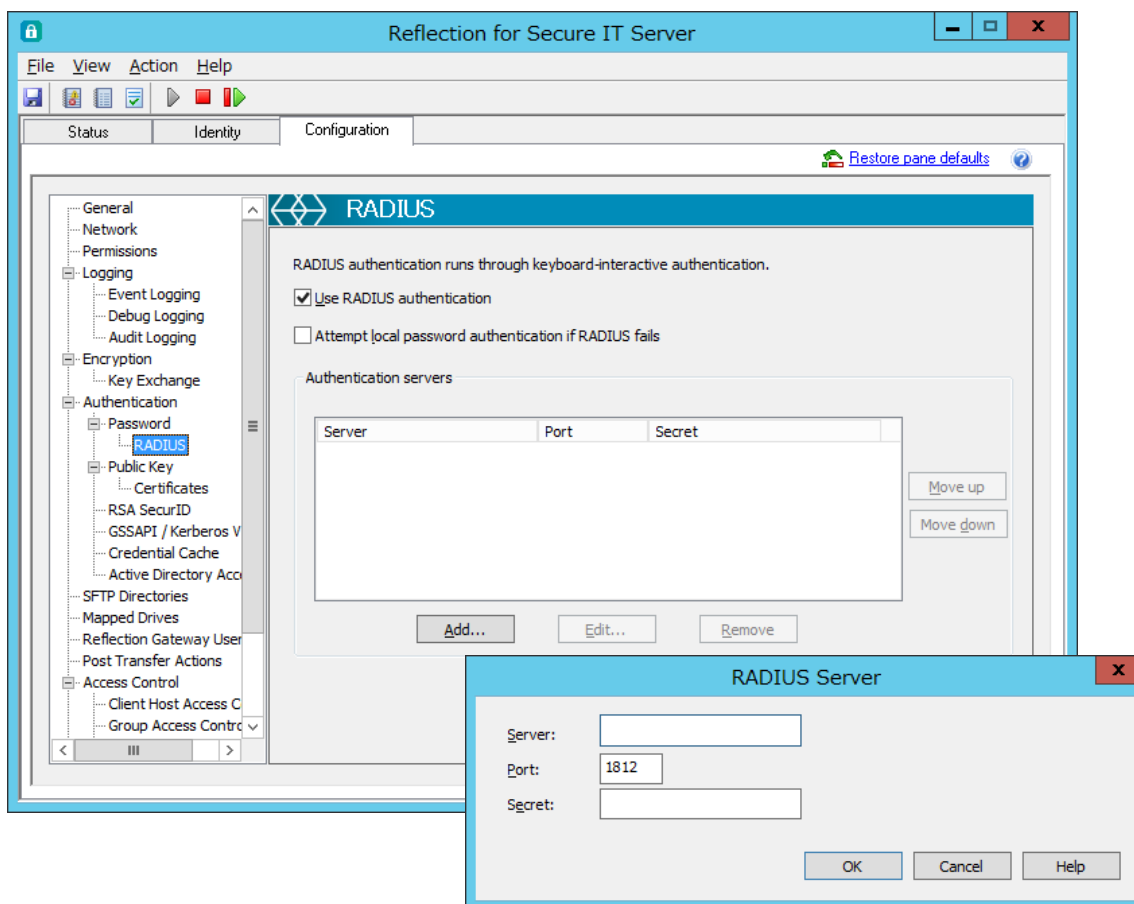 Reflection for Secure IT Server
File View Action Help
Status Identity Configuration
Restore pane defaults
General
Network
Permissions
Logging
Event Logging
Debug Logging
Audit Logging
Encryption
Key Exchange
Authentication
Password
RADIUS
Public Key
Certificates
RSA SecurID
GSSAPI / Kerberos V
Credential Cache
Active Directory Acc
SFTP Directories
Mapped Drives
Reflection Gateway User
Post Transfer Actions
Access Control
Client Host Access C
Group Access Contro
RADIUS
RADIUS authentication runs through keyboard-interactive authentication.
Use RADIUS authentication
Attempt local password authentication if RADIUS fails
Authentication servers
Server Port Secret
Move up
Move down
Add... Edit... Remove
RADIUS Server
Server:
Port: 1812
Secret:
OK Cancel Help